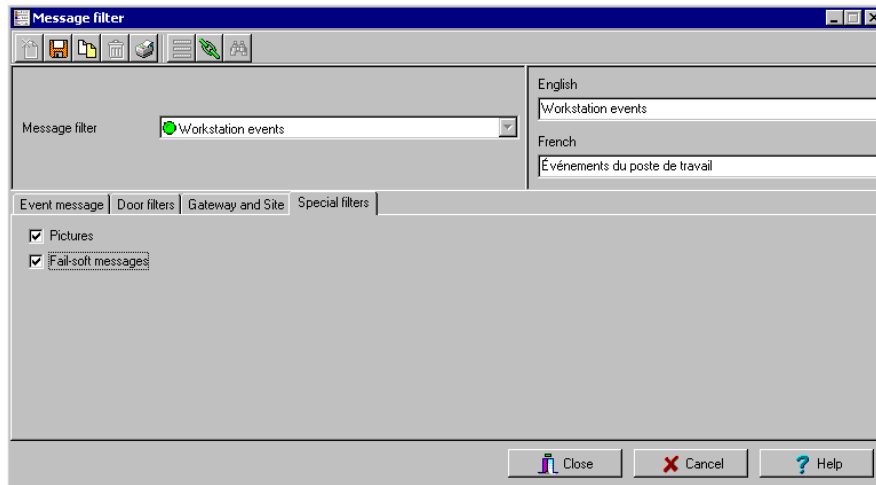 Message filter
English
Workstation events
Message filter
Workstation events
French
Événements du poste de travail
Event message
Door filters
Gateway and Site
Special filters
Pictures
Fail-soft messages
Close
Cancel
Help